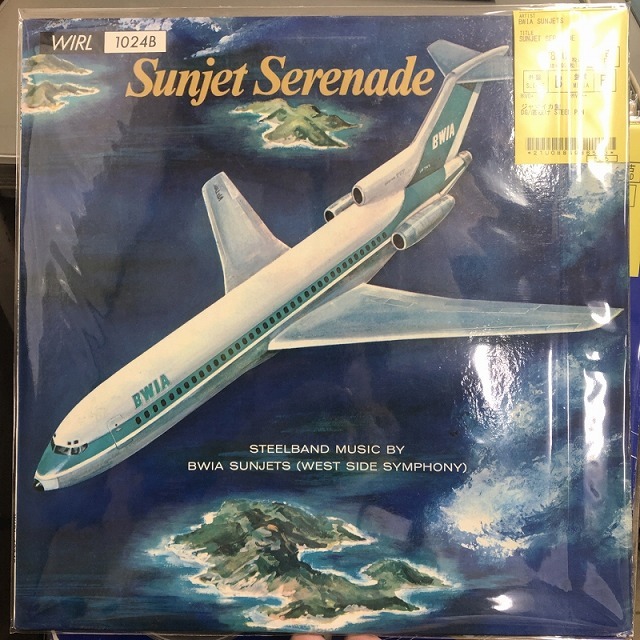 WIRL 1024B
Sunjet Serenade
ARTIST
BWIA SUNJETS
TITLE
SUNJET SERENADE
BWIA
BWIA
STEELBAND MUSIC BY
BWIA SUNJETS (WEST SIDE SYMPHONY)